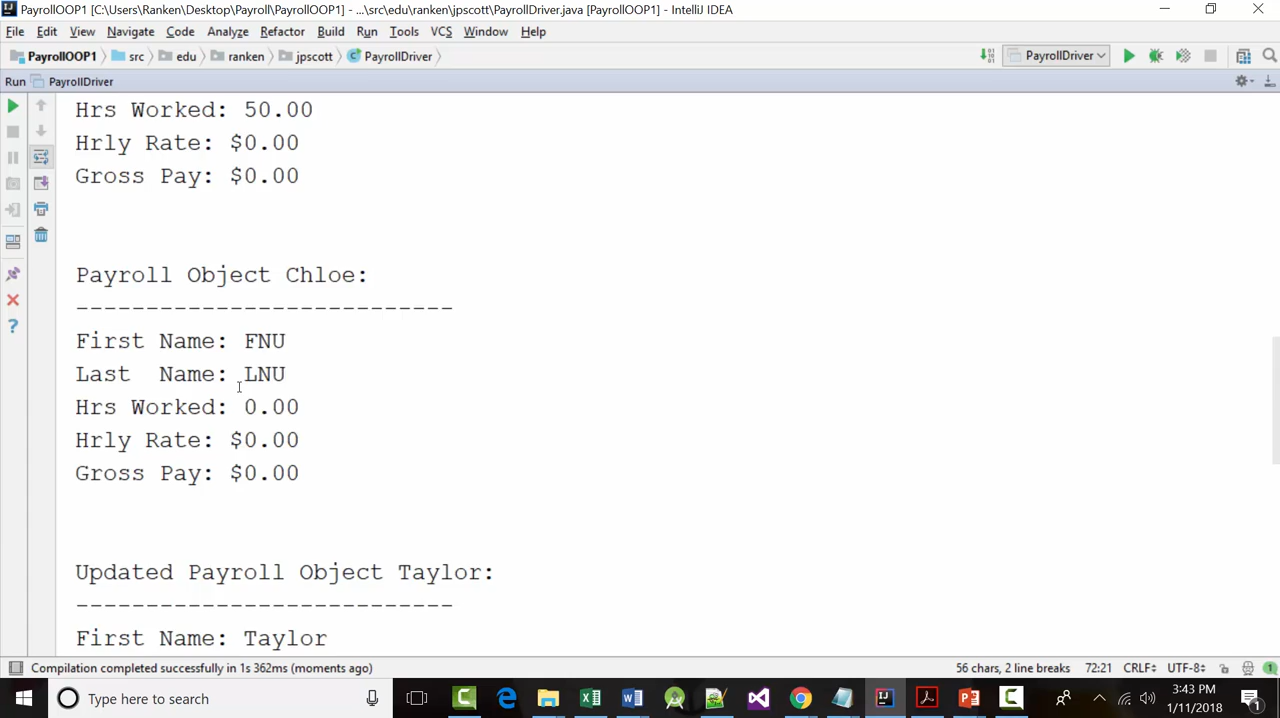 PayrollOOP1 [C:\Users\Ranken\Desktop\Payroll\PayrollOOP1] - ...\src\edu\ranken\jpscott\PayrollDriver.java [PayrollOOP1] - IntelliJ IDEA
File Edit View Navigate Code Analyze Refactor Build Run Tools VCS Window Help
PayrollOOP1 src edu ranken jpscott PayrollDriver PayrollDriver
Run PayrollDriver
Hrs Worked: 50.00
Hrly Rate: $0.00
Gross Pay: $0.00
Payroll Object Chloe:
---------------------------
First Name: FNU
Last  Name: LNU
Hrs Worked: 0.00
Hrly Rate: $0.00
Gross Pay: $0.00
Updated Payroll Object Taylor:
---------------------------
First Name: Taylor
Compilation completed successfully in 1s 362ms (moments ago) 56 chars, 2 line breaks 72:21 CRLF÷ UTF-8÷
Type here to search
3:43 PM
1/11/2018